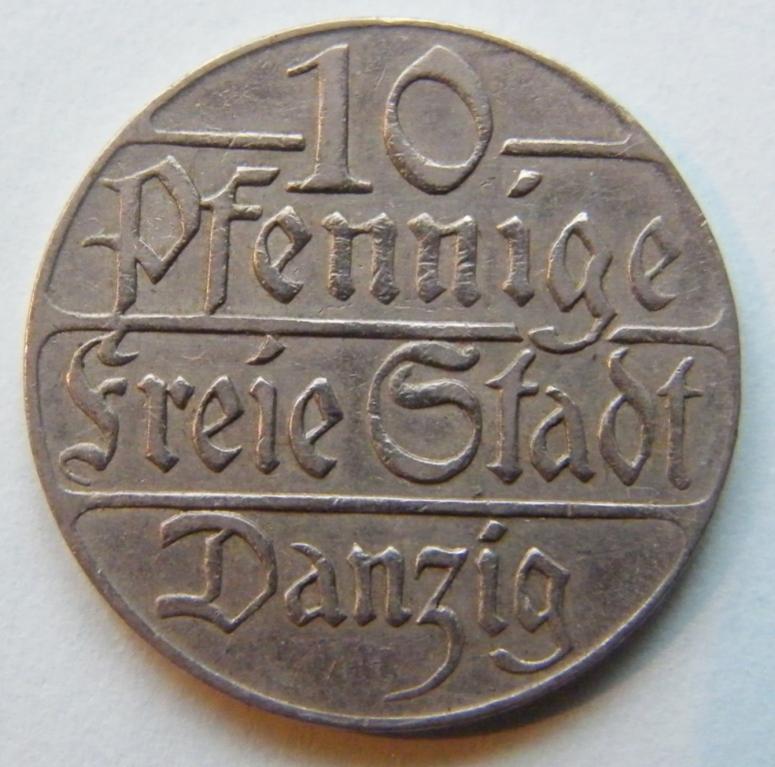 10
Pfennige
Freie Stadt
Danzig